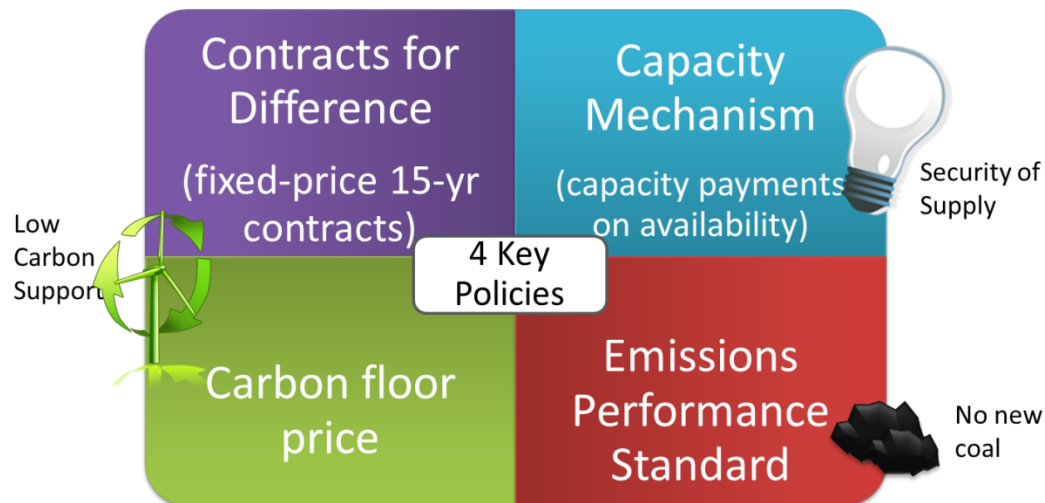 Contracts for
Difference
(fixed-price 15-yr
contracts)
Capacity
Mechanism
(capacity payments
on availability)
Security of
Supply
Low
Carbon
Support
4 Key
Policies
Carbon floor
price
Emissions
Performance
Standard
No new
coal